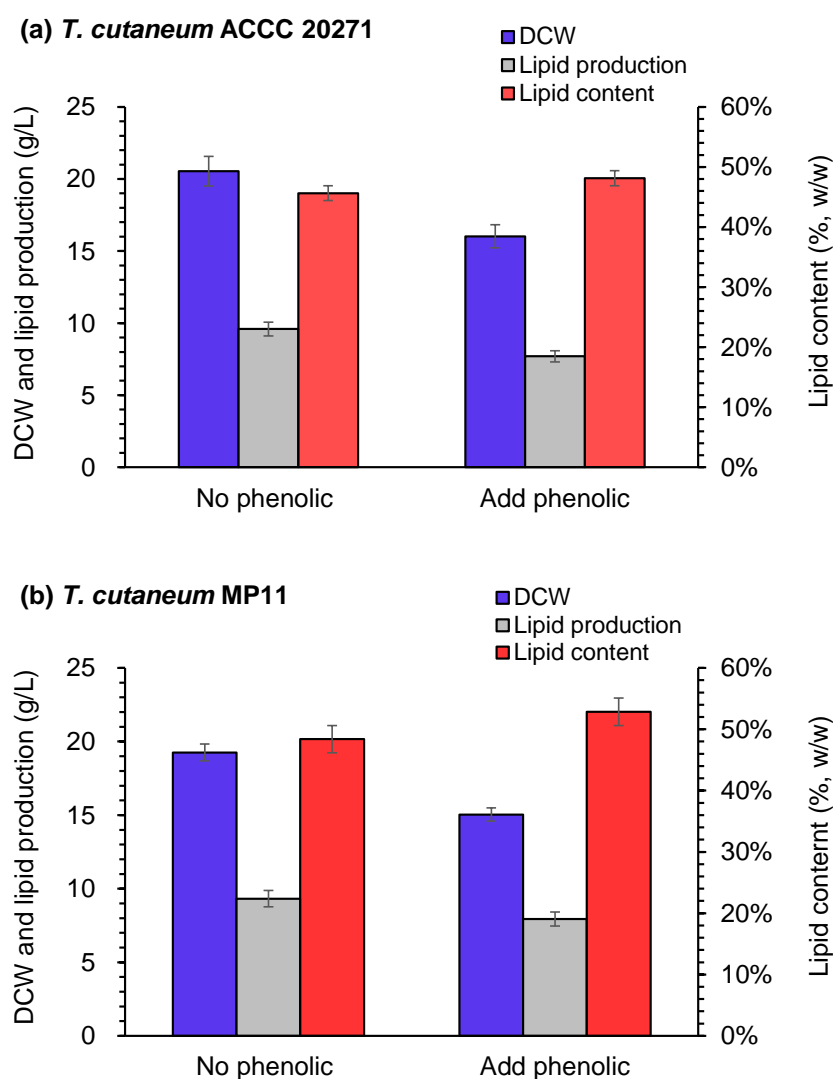 (a) T. cutaneum ACCC 20271
DCW
Lipid production
Lipid content
DCW and lipid production (g/L)
25
20
15
10
5
0
60%
50%
40%
30%
20%
10%
0%
Lipid content (%, w/w)
No phenolic
Add phenolic
(b) T. cutaneum MP11
DCW
Lipid production
Lipid content
DCW and lipid production (g/L)
25
20
15
10
5
0
60%
50%
40%
30%
20%
10%
0%
Lipid conternt (%, w/w)
No phenolic
Add phenolic